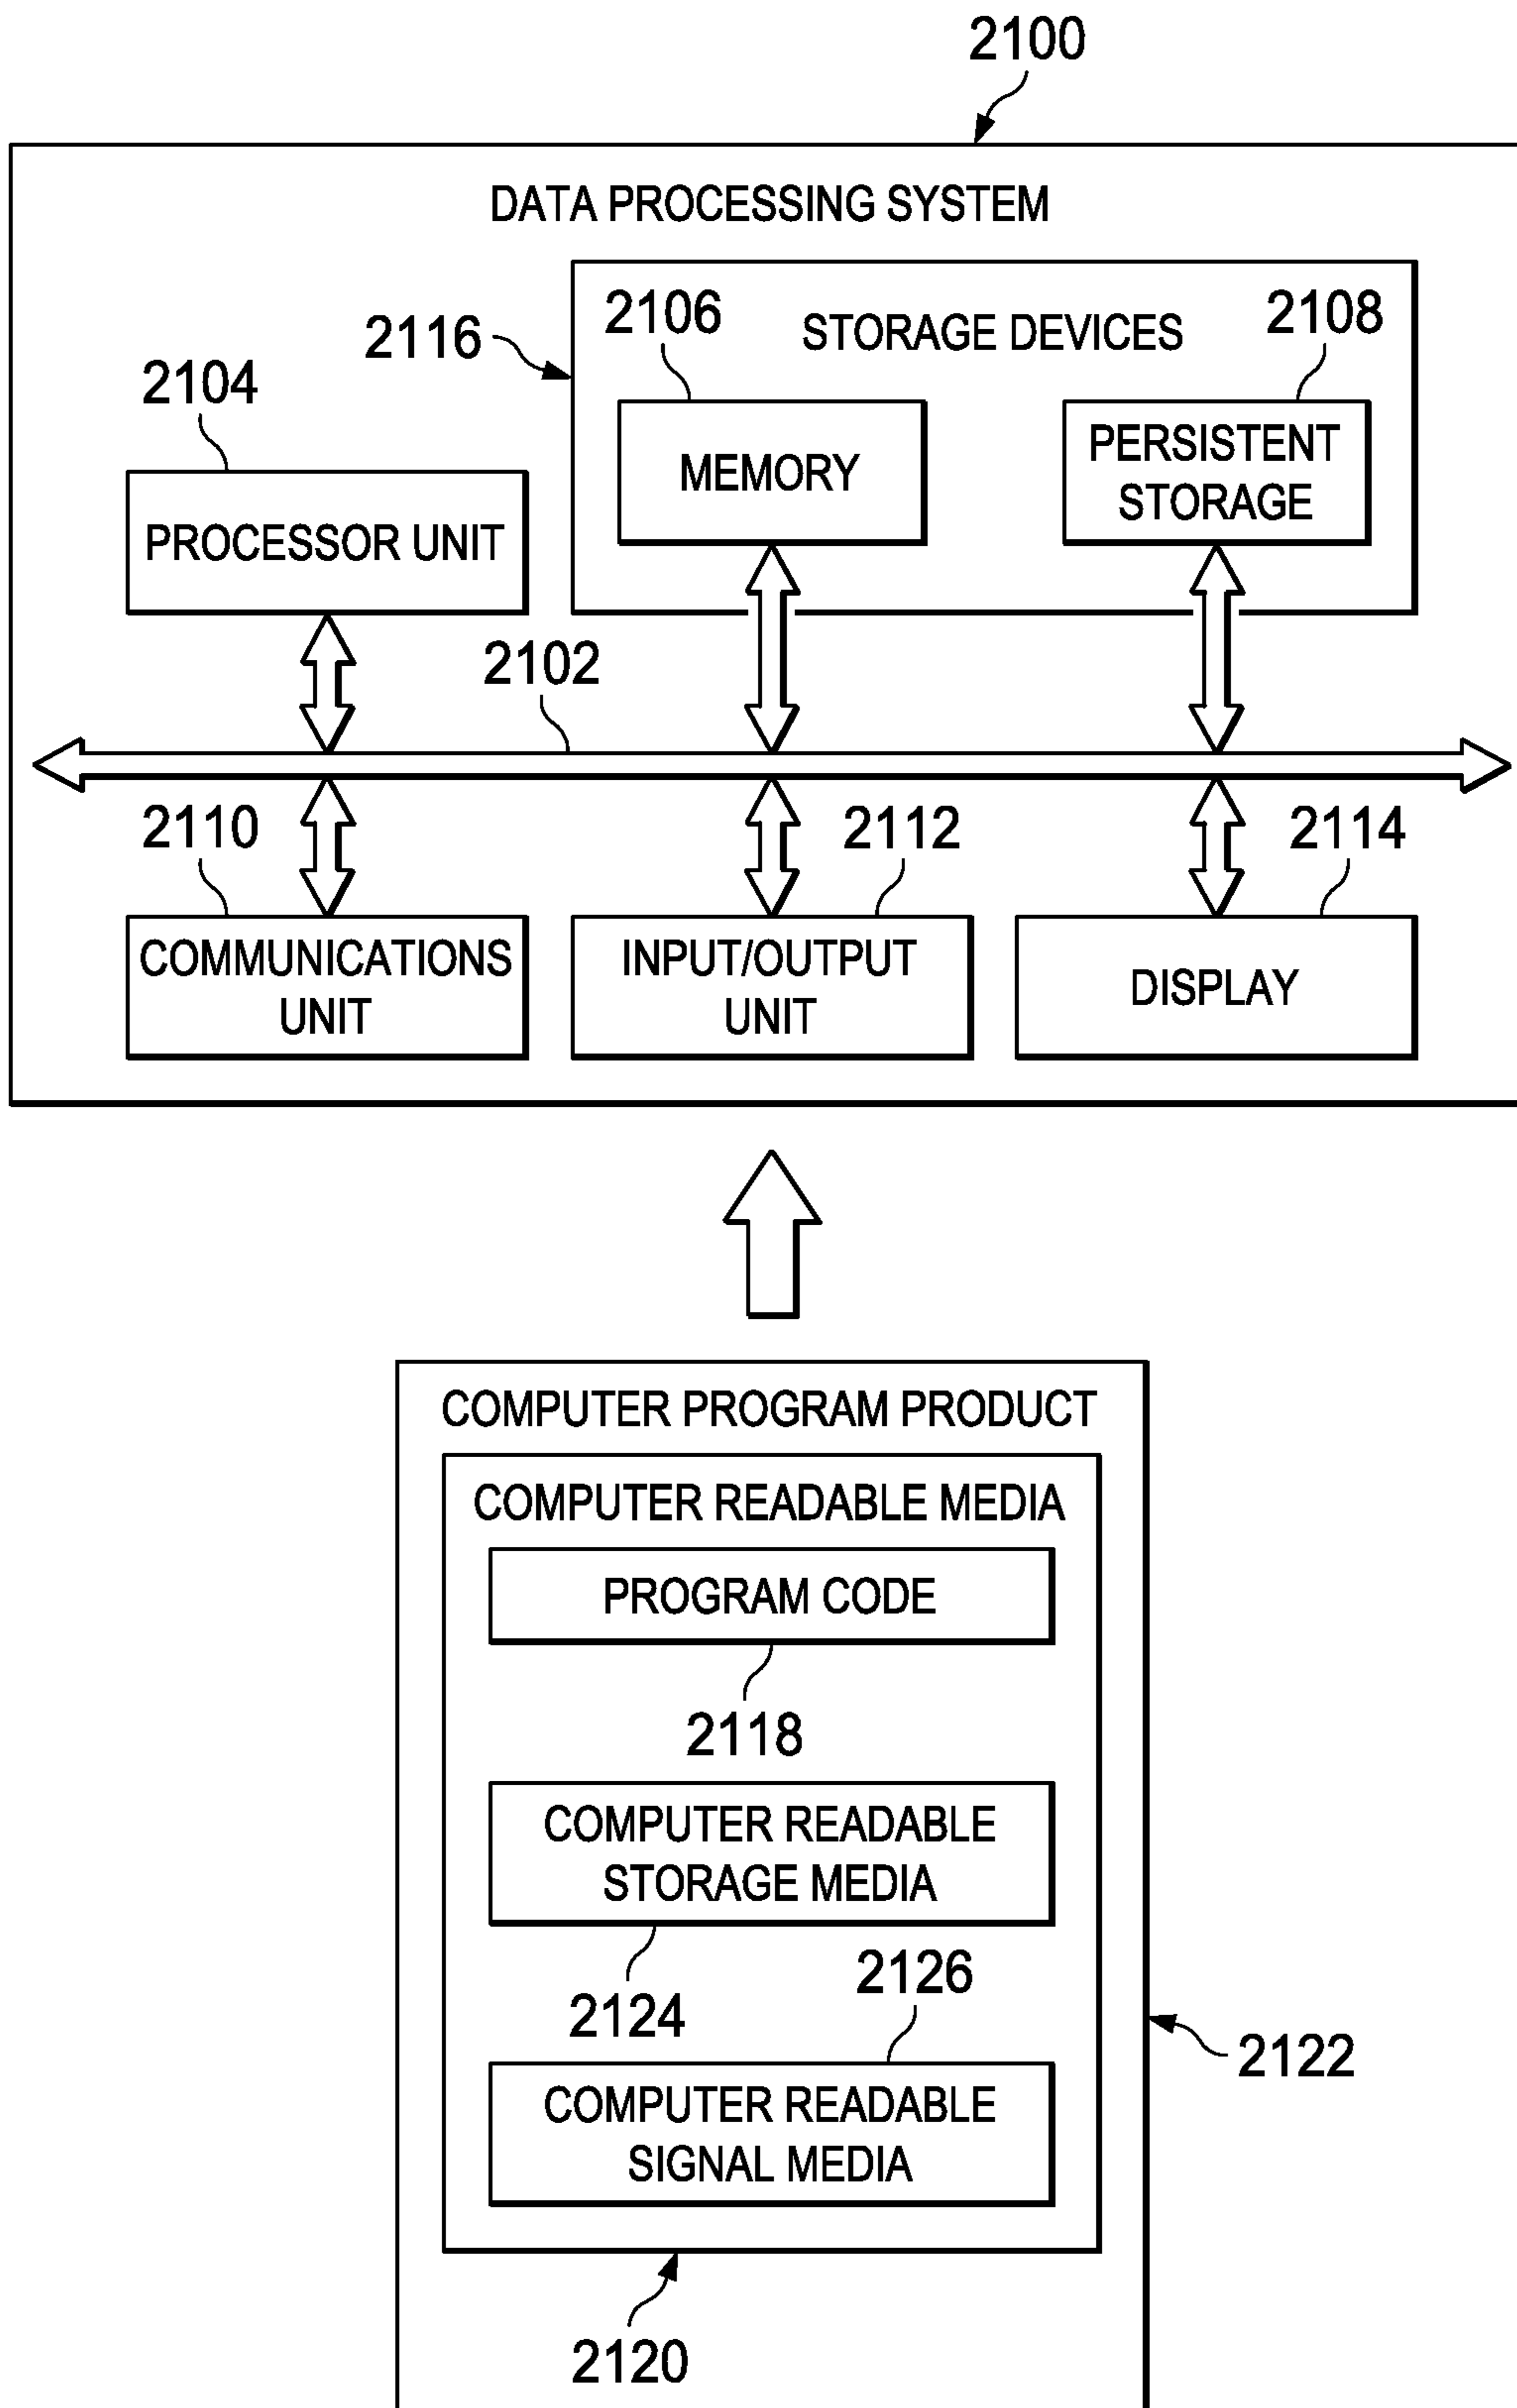 2100
DATA PROCESSING SYSTEM
2116
2106
STORAGE DEVICES
2108
2104
MEMORY
PERSISTENT
STORAGE
PROCESSOR UNIT
2102
2110
2112
2114
COMMUNICATIONS
UNIT
INPUT/OUTPUT
UNIT
DISPLAY
COMPUTER PROGRAM PRODUCT
COMPUTER READABLE MEDIA
PROGRAM CODE
2118
COMPUTER READABLE
STORAGE MEDIA
2124
2126
2122
COMPUTER READABLE
SIGNAL MEDIA
2120